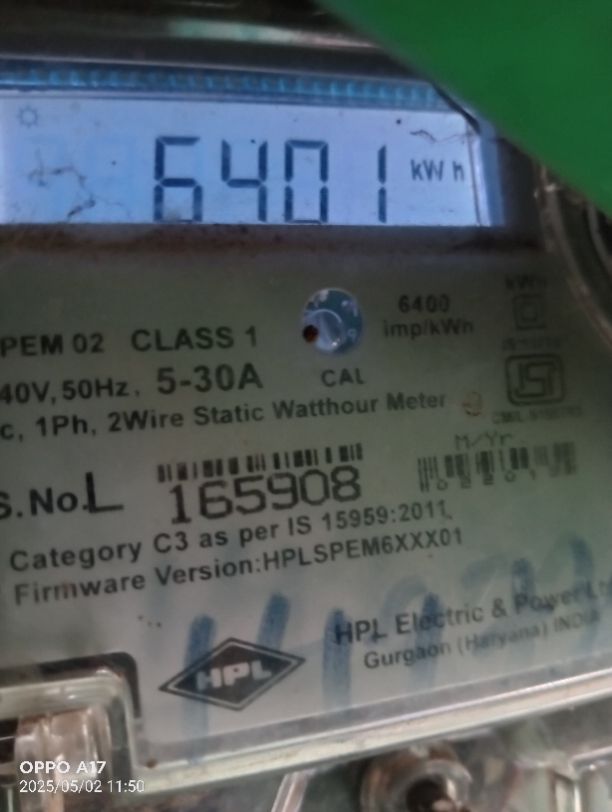 6401 kWh
6400
imp/kWh
PEM 02 CLASS 1
CAL
40V, 50Hz, 5-30A
c, 1Ph, 2Wire Static Watthour Meter
M/Yr
S.No.L 165908
Category C3 as per IS 15959:2011
Firmware Version:HPLSPEM6XXX01
HPL
HPL Electric & Power Lt
Gurgaon (Haryana) INDIA
OPPO A17
2025/05/02 11:50